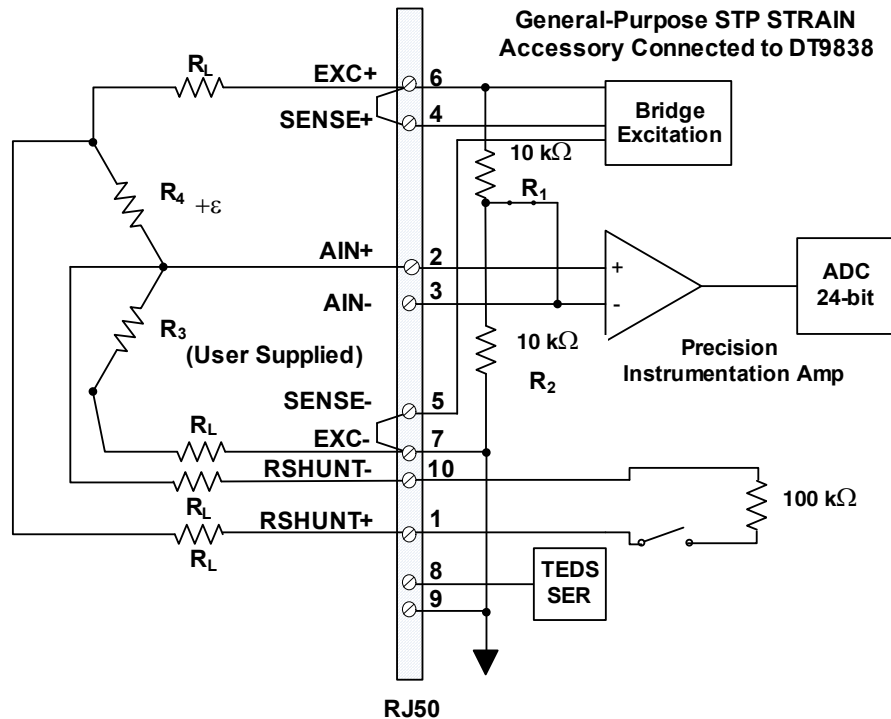 General-Purpose STP STRAIN
Accessory Connected to DT9838
RL
EXC+
6
SENSE+
4
Bridge
Excitation
10 kΩ
R1
R4 +ε
AIN+
2
+
AIN-
3
-
ADC
24-bit
R3
(User Supplied)
10 kΩ
R2
Precision
Instrumentation Amp
SENSE-
5
RL
EXC-
7
RSHUNT-
10
100 kΩ
RL
RSHUNT+
1
RL
8
TEDS
SER
9
RJ50